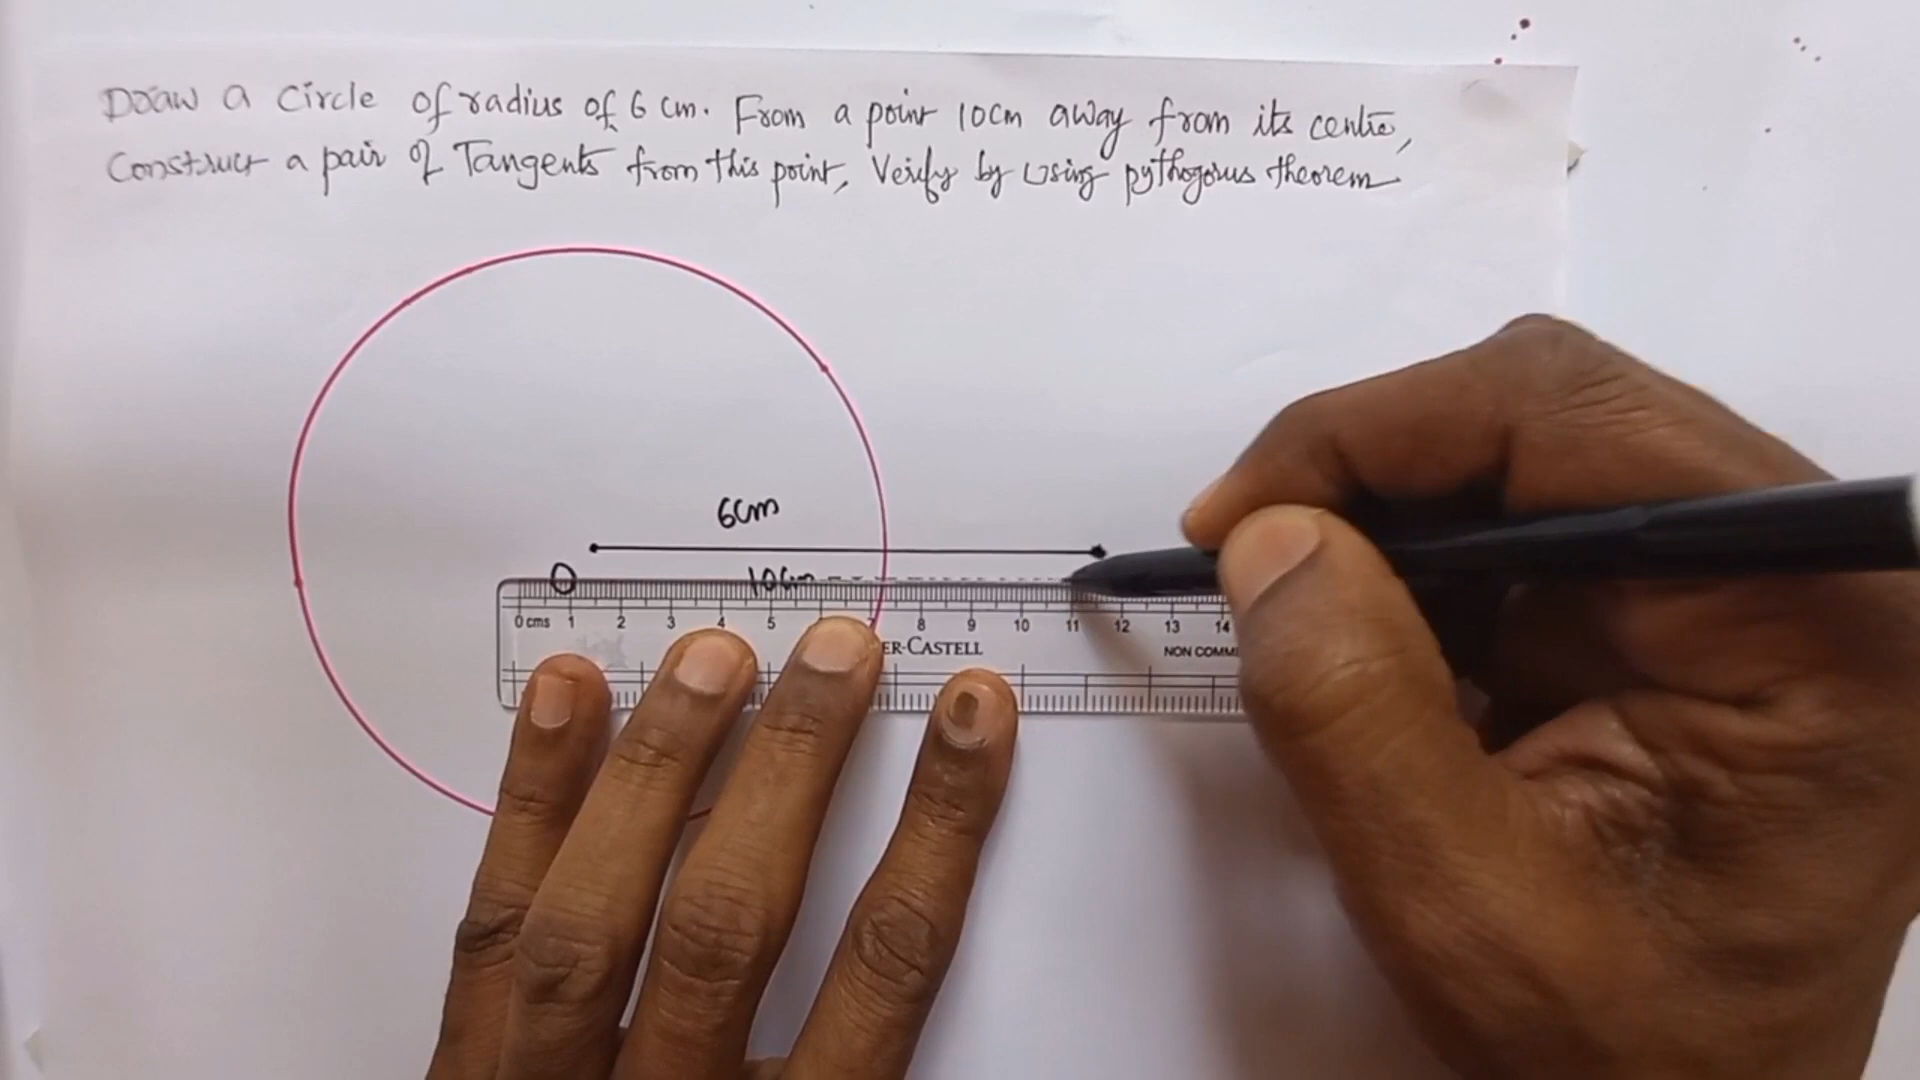 Draw a Circle of radius of 6 cm. From a point 10cm away from its centre,
Construct a pair of Tangents from this point, Verify by Using pythogorus theorem
6cm
O 10cm
0 cms 1 2 3 4 5 7 8 9 10 11 12 13 14
ER-CASTELL NON COMME